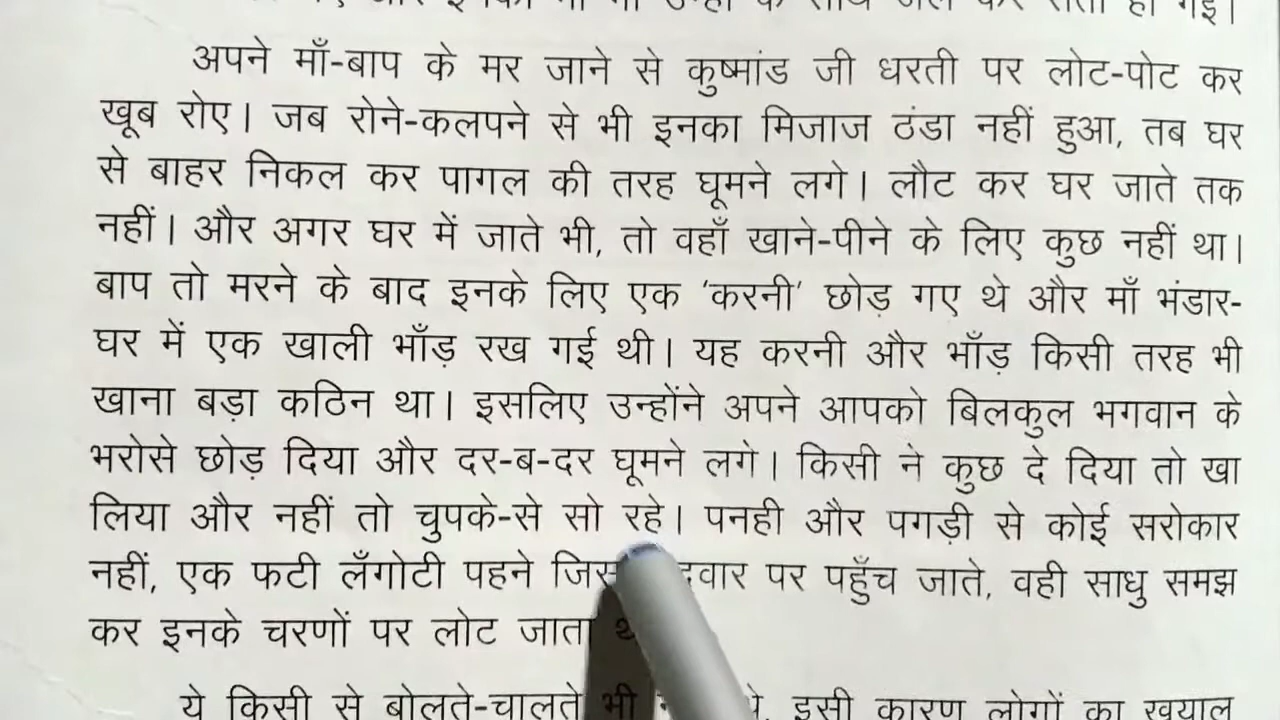 अपने माँ-बाप के मर जाने से कुष्मांड जी धरती पर लोट-पोट कर
खूब रोए। जब रोने-कलपने से भी इनका मिजाज ठंडा नहीं हुआ, तब घर
से बाहर निकल कर पागल की तरह घूमने लगे। लौट कर घर जाते तक
नहीं। और अगर घर में जाते भी, तो वहाँ खाने-पीने के लिए कुछ नहीं था।
बाप तो मरने के बाद इनके लिए एक ‘करनी’ छोड़ गए थे और माँ भंडार-
घर में एक खाली भाँड़ रख गई थी। यह करनी और भाँड़ किसी तरह भी
खाना बड़ा कठिन था। इसलिए उन्होंने अपने आपको बिलकुल भगवान के
भरोसे छोड़ दिया और दर-ब-दर घूमने लगे। किसी ने कुछ दे दिया तो खा
लिया और नहीं तो चुपके-से सो रहे। पनही और पगड़ी से कोई सरोकार
नहीं, एक फटी लँगोटी पहने पर पहुँच जाते, वही साधु समझ
कर इनके चरणों पर लोट जाता
ये किसी से बोलते-चालते भी इसी कारण लोगों का खयाल